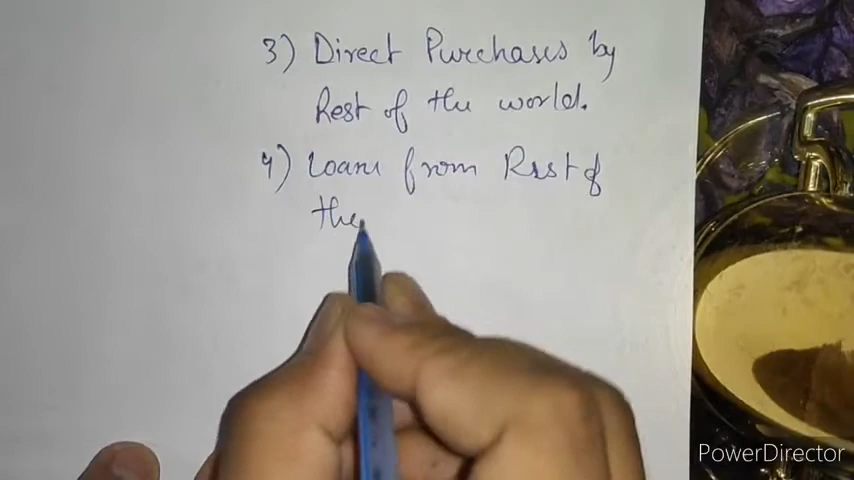 3) Direct Purchases by
Rest of the world.
4) Loans from Rest of
the
PowerDirector